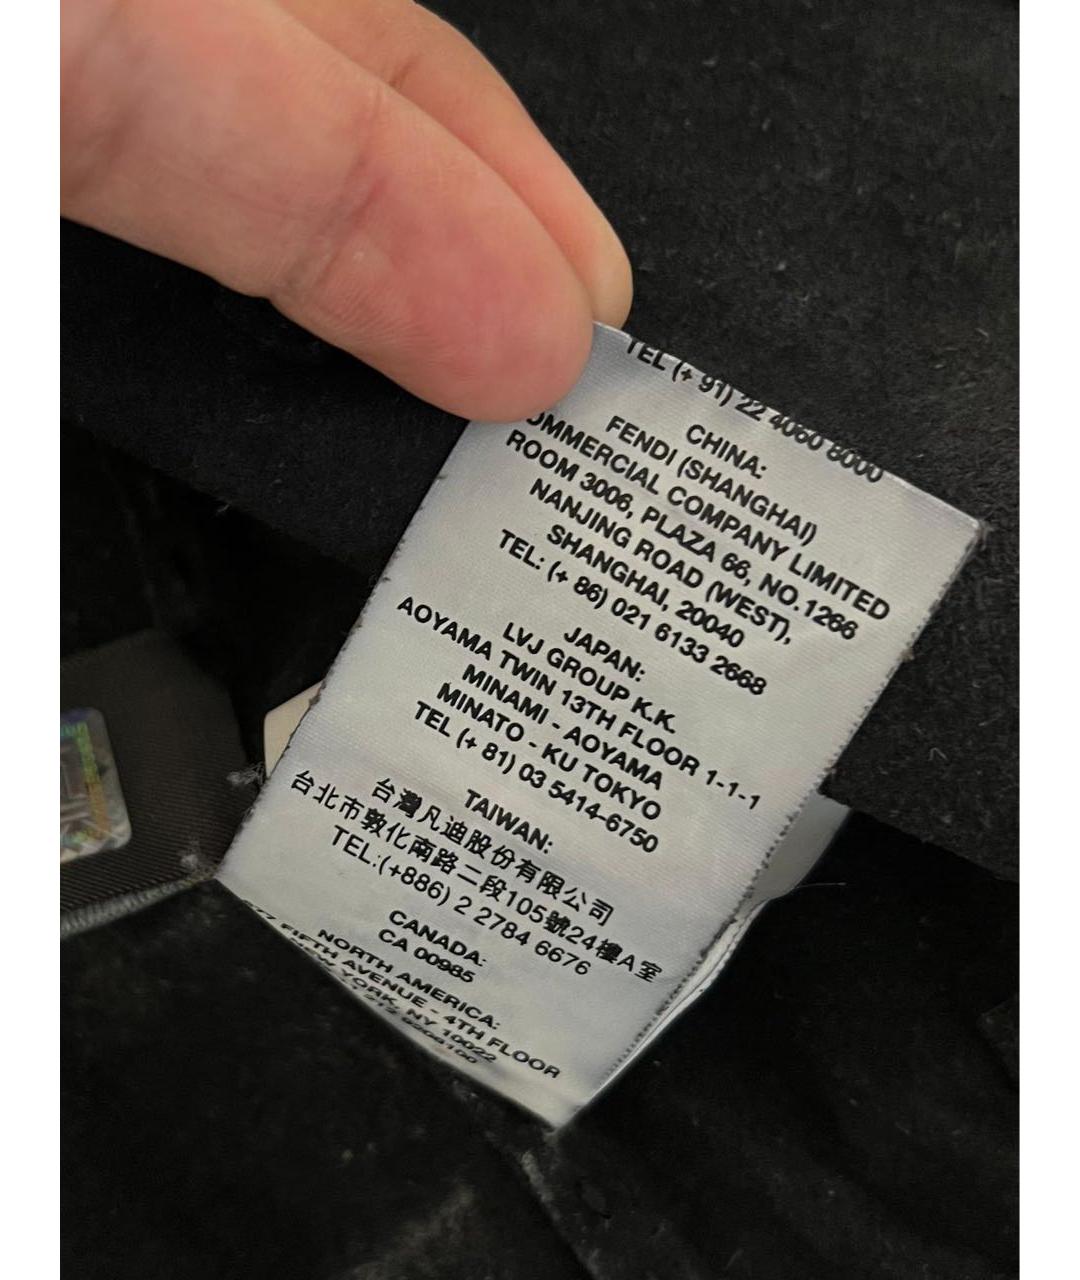 TEL (+ 91) 22 4060 8000
CHINA:
FENDI (SHANGHAI)
OMMERCIAL COMPANY LIMITED
ROOM 3006, PLAZA 66, NO. 1266
NANJING ROAD (WEST),
SHANGHAI, 20040
TEL: (+ 86) 021 6133 2668
JAPAN:
LVJ GROUP K.K.
AOYAMA TWIN 13TH FLOOR 1-1-1
MINAMI - AOYAMA
MINATO - KU TOKYO
TEL (+ 81) 03 5414-6750
TAIWAN:
台灣凡迪股份有限公司
台北市敦化南路二段105號24樓A室
TEL:(+886) 2 2784 6676
CANADA:
CA 00985
NORTH AMERICA:
FIFTH AVENUE - 4TH FLOOR
NEW YORK, NY 10022